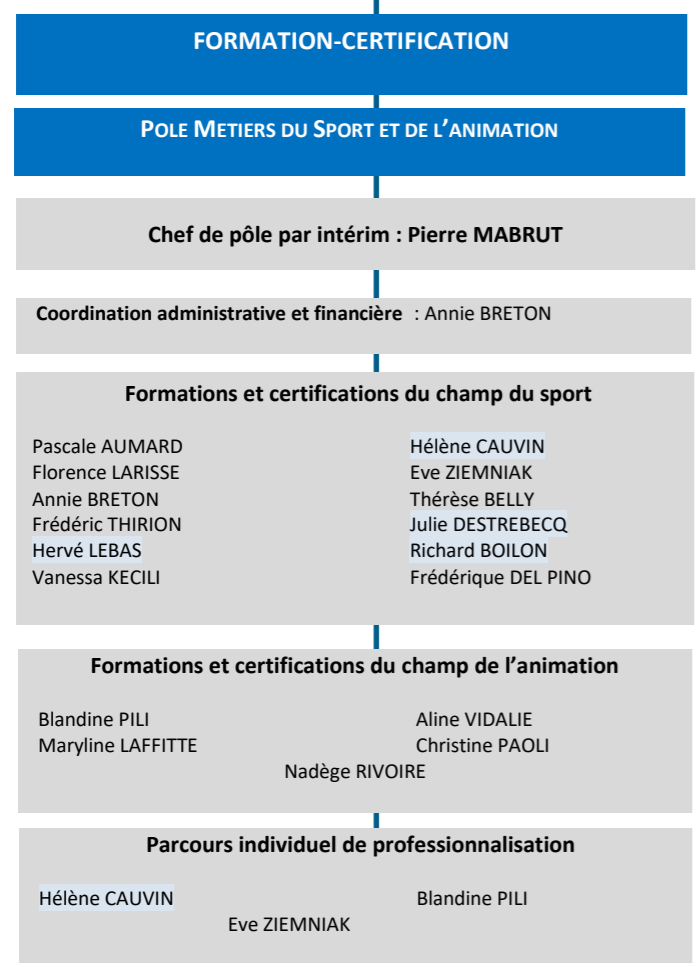 FORMATION-CERTIFICATION
POLE METIERS DU SPORT ET DE L'ANIMATION
Chef de pôle par intérim : Pierre MABRUT
Coordination administrative et financière : Annie BRETON
Formations et certifications du champ du sport
Pascale AUMARD Hélène CAUVIN
Florence LARISSE Eve ZIEMNIAK
Annie BRETON Thérèse BELLY
Frédéric THIRION Julie DESTREBECQ
Hervé LEBAS Richard BOILON
Vanessa KECILI Frédérique DEL PINO
Formations et certifications du champ de l'animation
Blandine PILI Aline VIDALIE
Maryline LAFFITTE Christine PAOLI
Nadège RIVOIRE
Parcours individuel de professionnalisation
Hélène CAUVIN Blandine PILI
Eve ZIEMNIAK